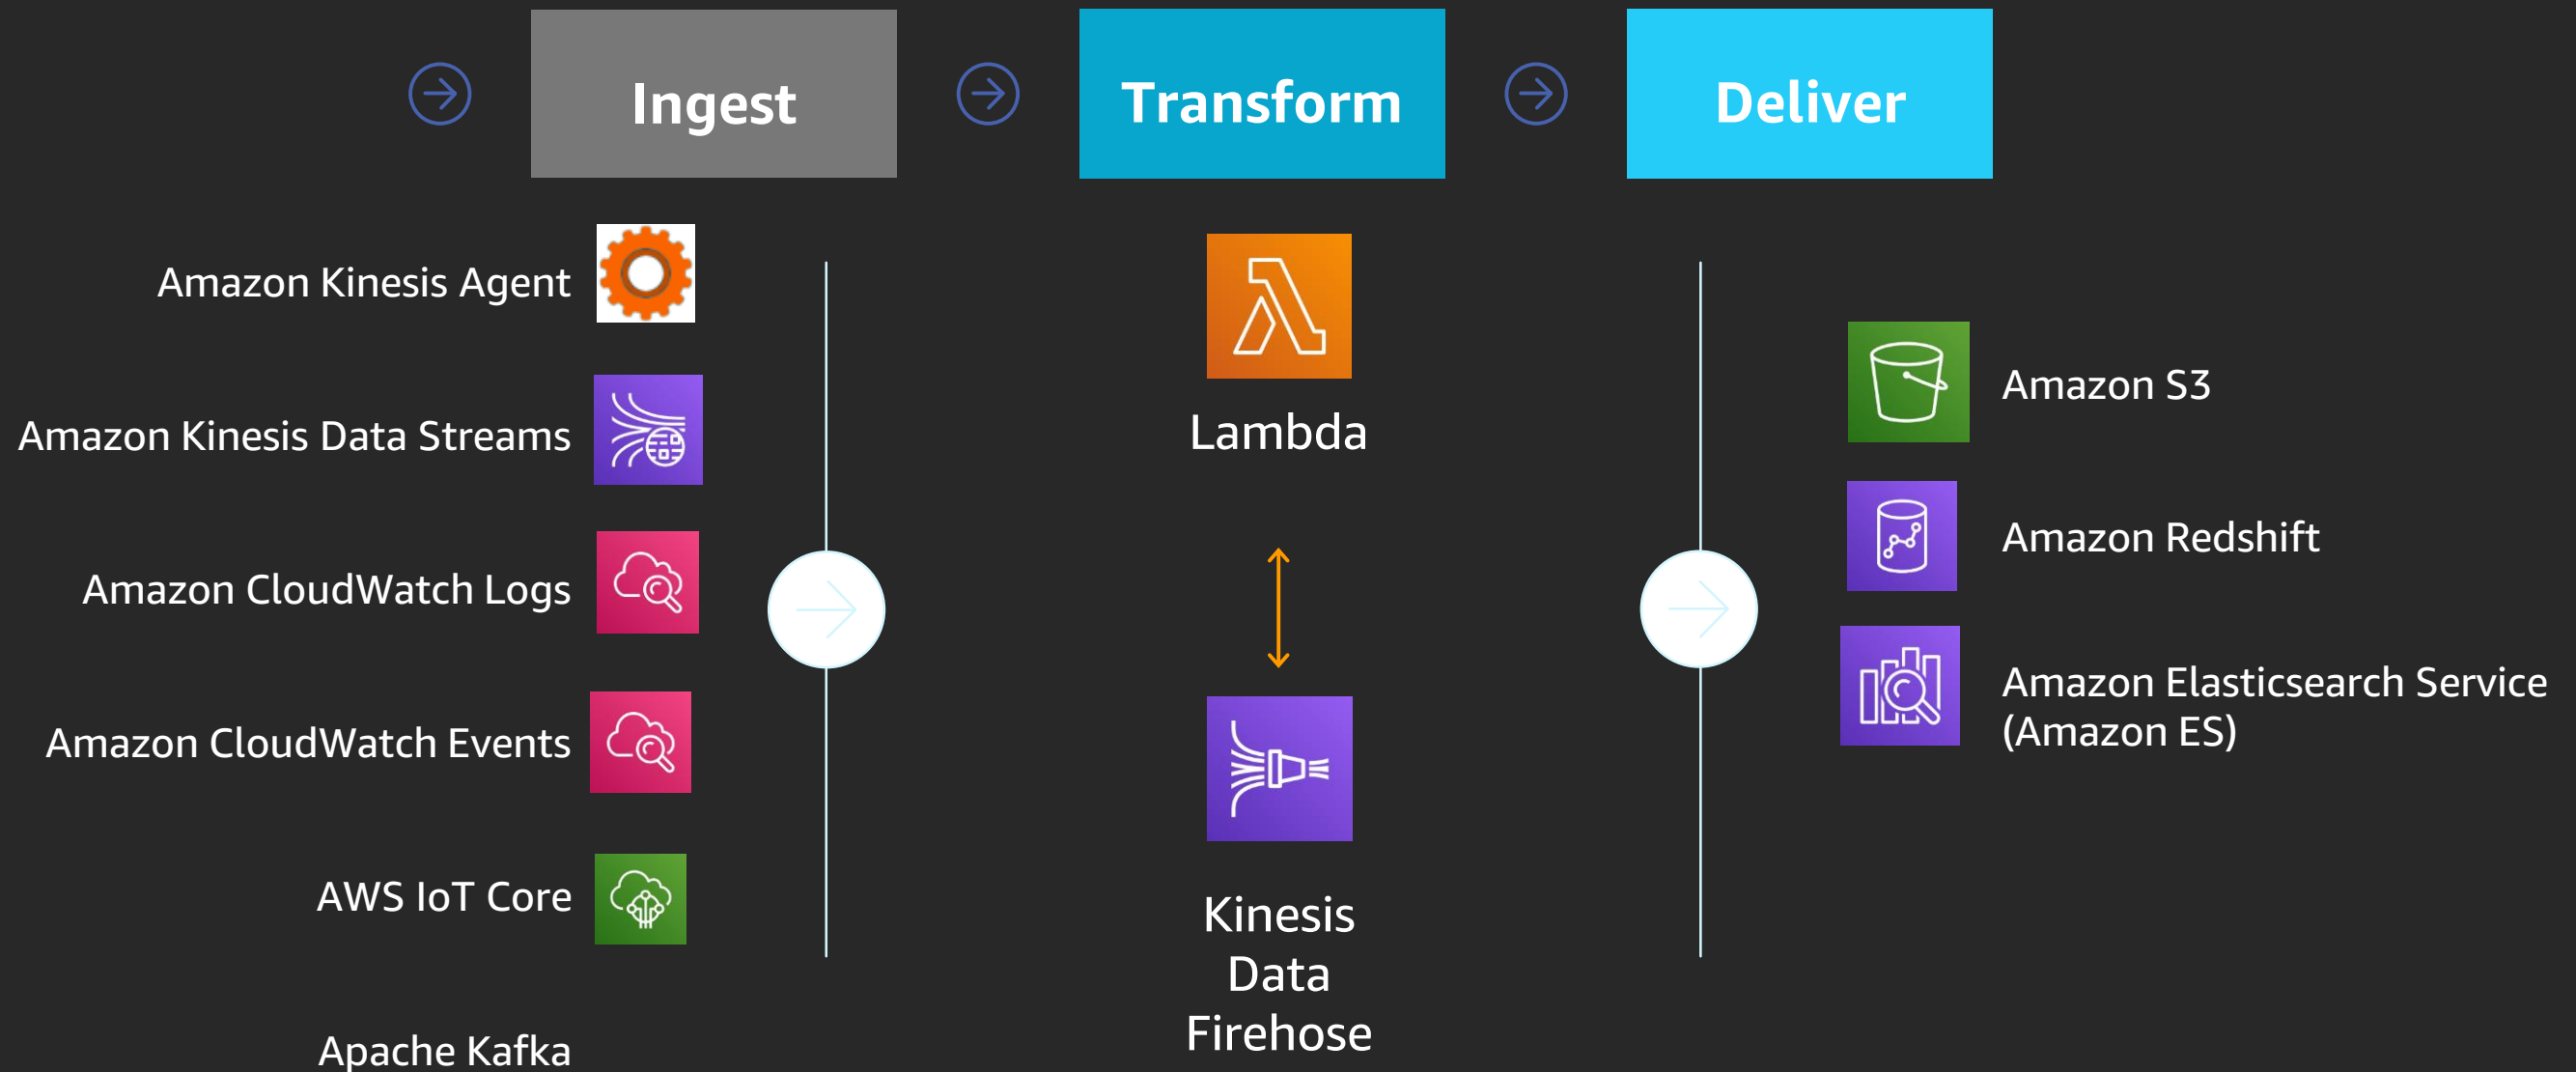 Ingest
Transform
Deliver
Amazon Kinesis Agent
Amazon Kinesis Data Streams
Amazon CloudWatch Logs
Amazon CloudWatch Events
AWS IoT Core
Apache Kafka
Lambda
Kinesis
Data
Firehose
Amazon S3
Amazon Redshift
Amazon Elasticsearch Service
(Amazon ES)